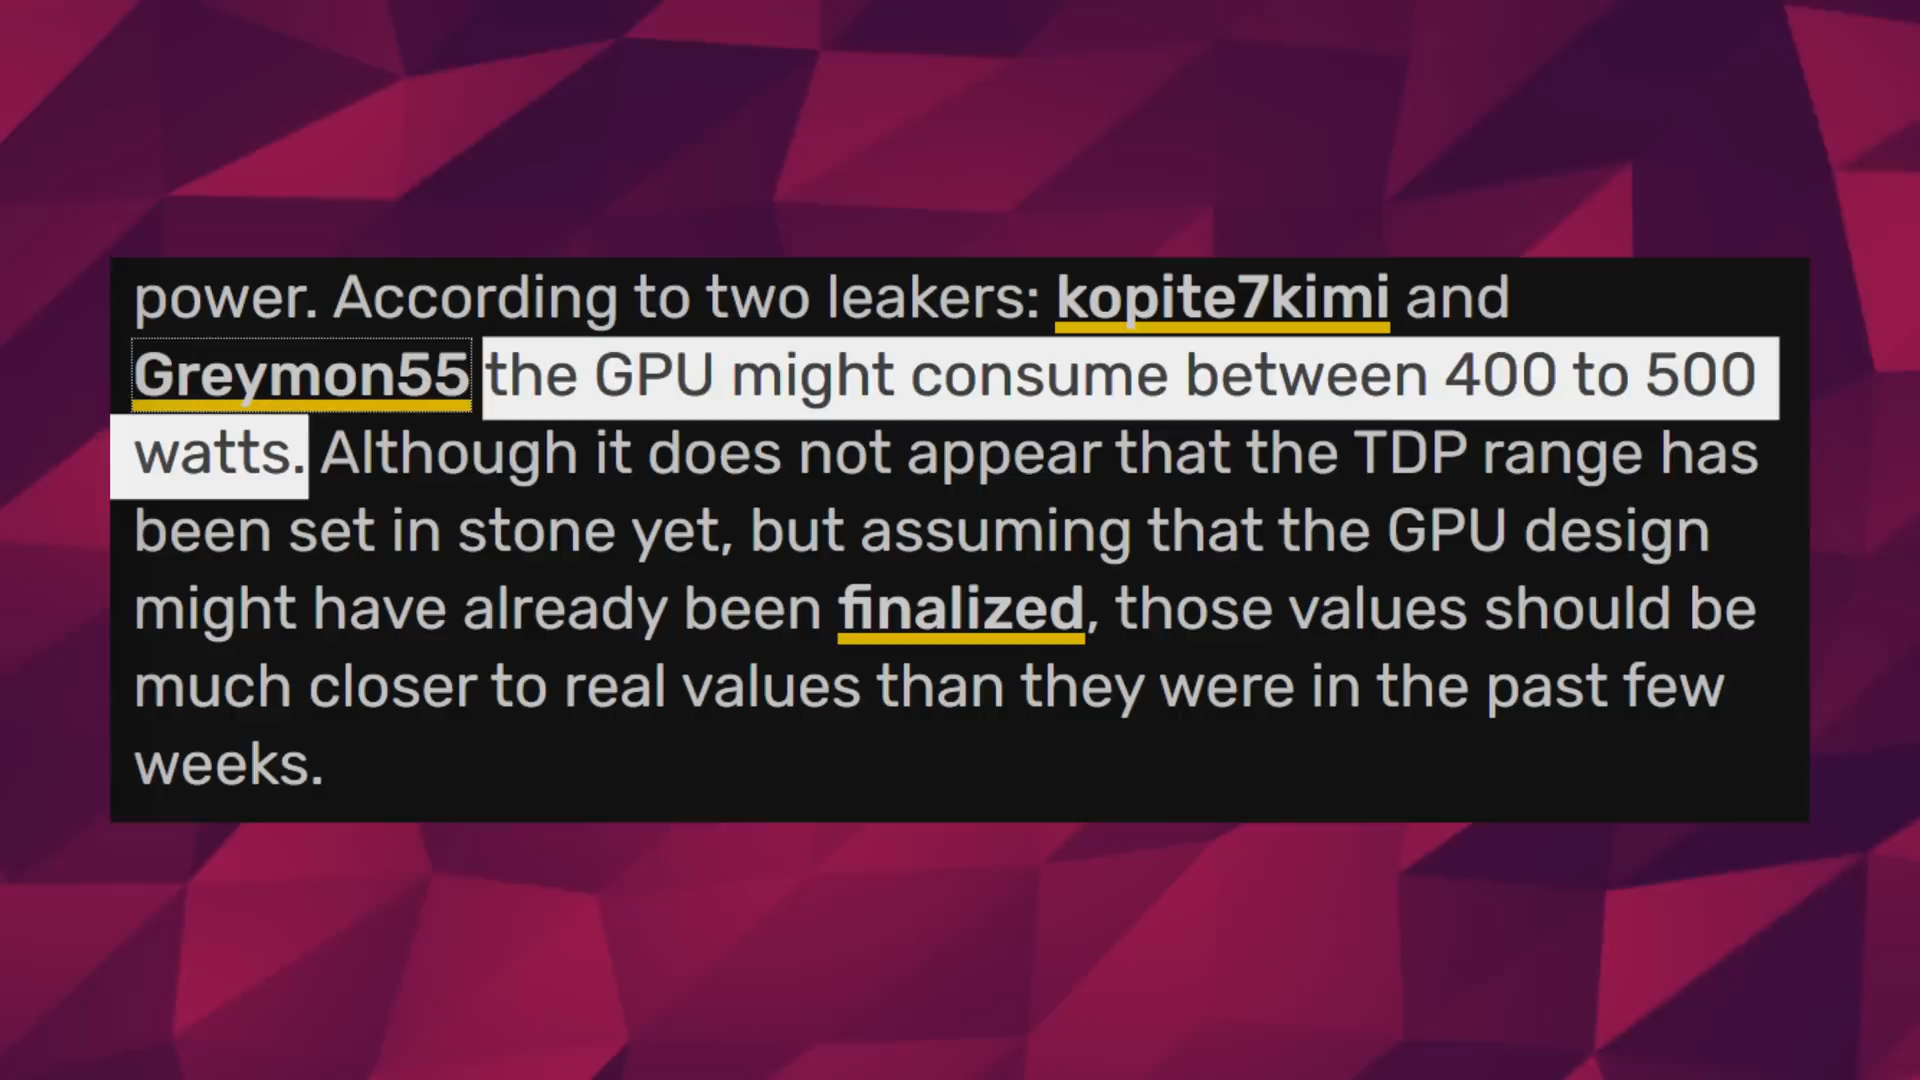 power. According to two leakers: kopite7kimi and
Greymon55 the GPU might consume between 400 to 500
watts. Although it does not appear that the TDP range has
been set in stone yet, but assuming that the GPU design
might have already been finalized, those values should be
much closer to real values than they were in the past few
weeks.